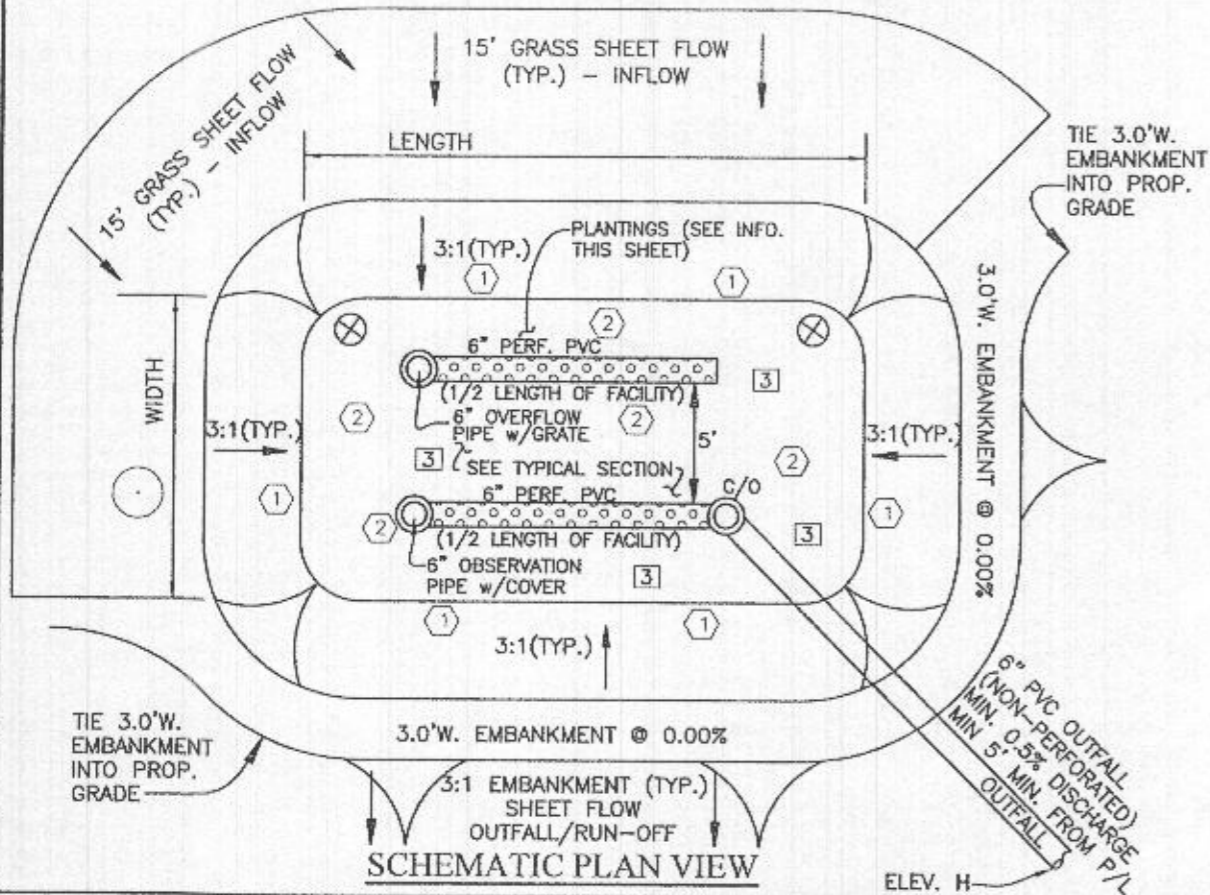 15' GRASS SHEET FLOW
(TYP.) - INFLOW
15' GRASS SHEET FLOW
(TYP.) - INFLOW
LENGTH
TIE 3.0'W.
EMBANKMENT
INTO PROP.
GRADE
PLANTINGS (SEE INFO.
THIS SHEET)
3:1(TYP.)
1
1
2
6" PERF. PVC
3
(1/2 LENGTH OF FACILITY)
WIDTH
2
6" OVERFLOW
PIPE w/GRATE
2
5'
3:1(TYP.)
3:1(TYP.)
3.0'W. EMBANKMENT @ 0.00%
3
SEE TYPICAL SECTION
2
6" PERF. PVC
C/O
1
1
2
3
(1/2 LENGTH OF FACILITY)
6" OBSERVATION
PIPE w/COVER
3
1
1
3:1(TYP.)
TIE 3.0'W.
EMBANKMENT
INTO PROP.
GRADE
3.0'W. EMBANKMENT @ 0.00%
3:1 EMBANKMENT (TYP.)
SHEET FLOW
OUTFALL/RUN-OFF
6" PVC OUTFALL
(NON-PERFORATED)
MIN. 0.5% DISCHARGE
MIN 5' MIN. FROM P/L
OUTFALL
ELEV. H
SCHEMATIC PLAN VIEW